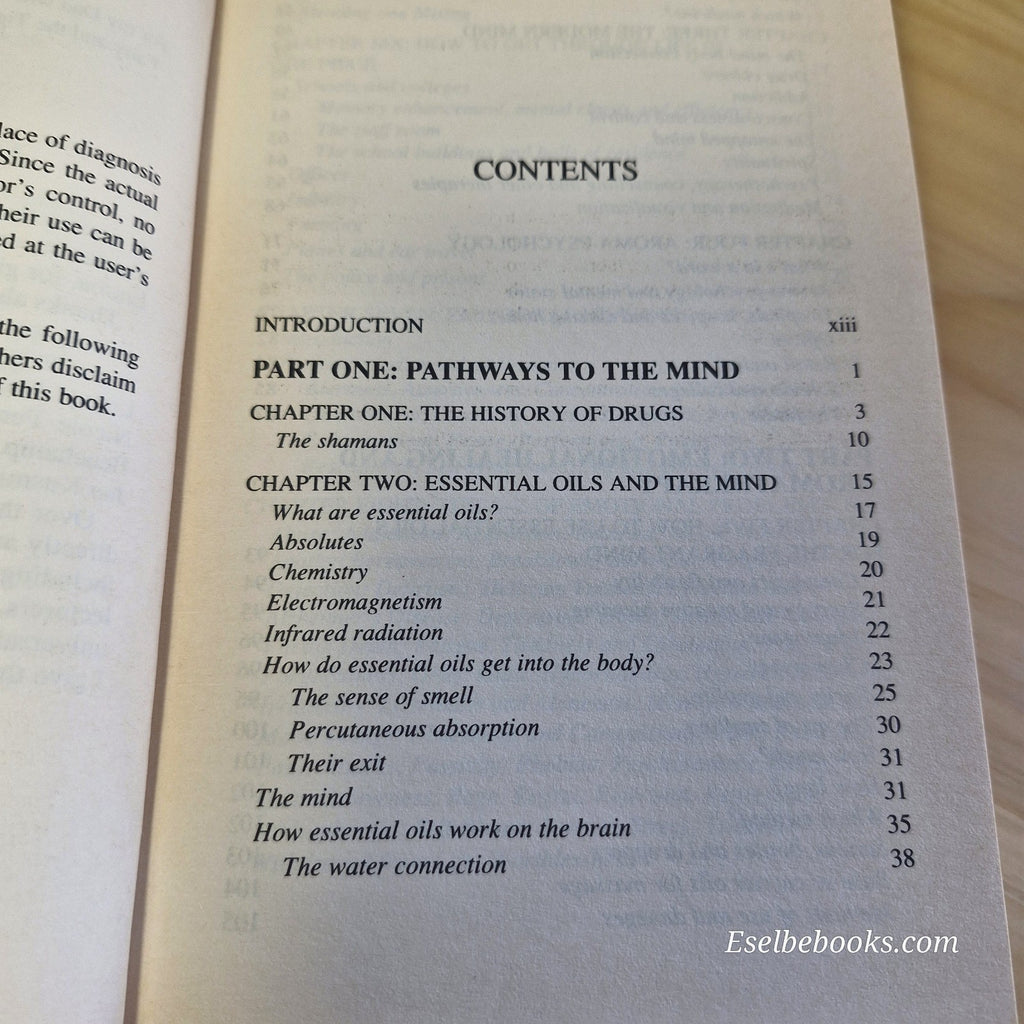 lace of diagnosis
Since the actual
or's control, no
heir use can be
ed at the user's
the following
hers disclaim
f this book.
CONTENTS
INTRODUCTION xiii
PART ONE: PATHWAYS TO THE MIND 1
CHAPTER ONE: THE HISTORY OF DRUGS 3
The shamans 10
CHAPTER TWO: ESSENTIAL OILS AND THE MIND 15
What are essential oils? 17
Absolutes 19
Chemistry 20
Electromagnetism 21
Infrared radiation 22
How do essential oils get into the body? 23
The sense of smell 25
Percutaneous absorption 30
Their exit 31
The mind 31
How essential oils work on the brain 35
The water connection 38
Eselbebooks.com